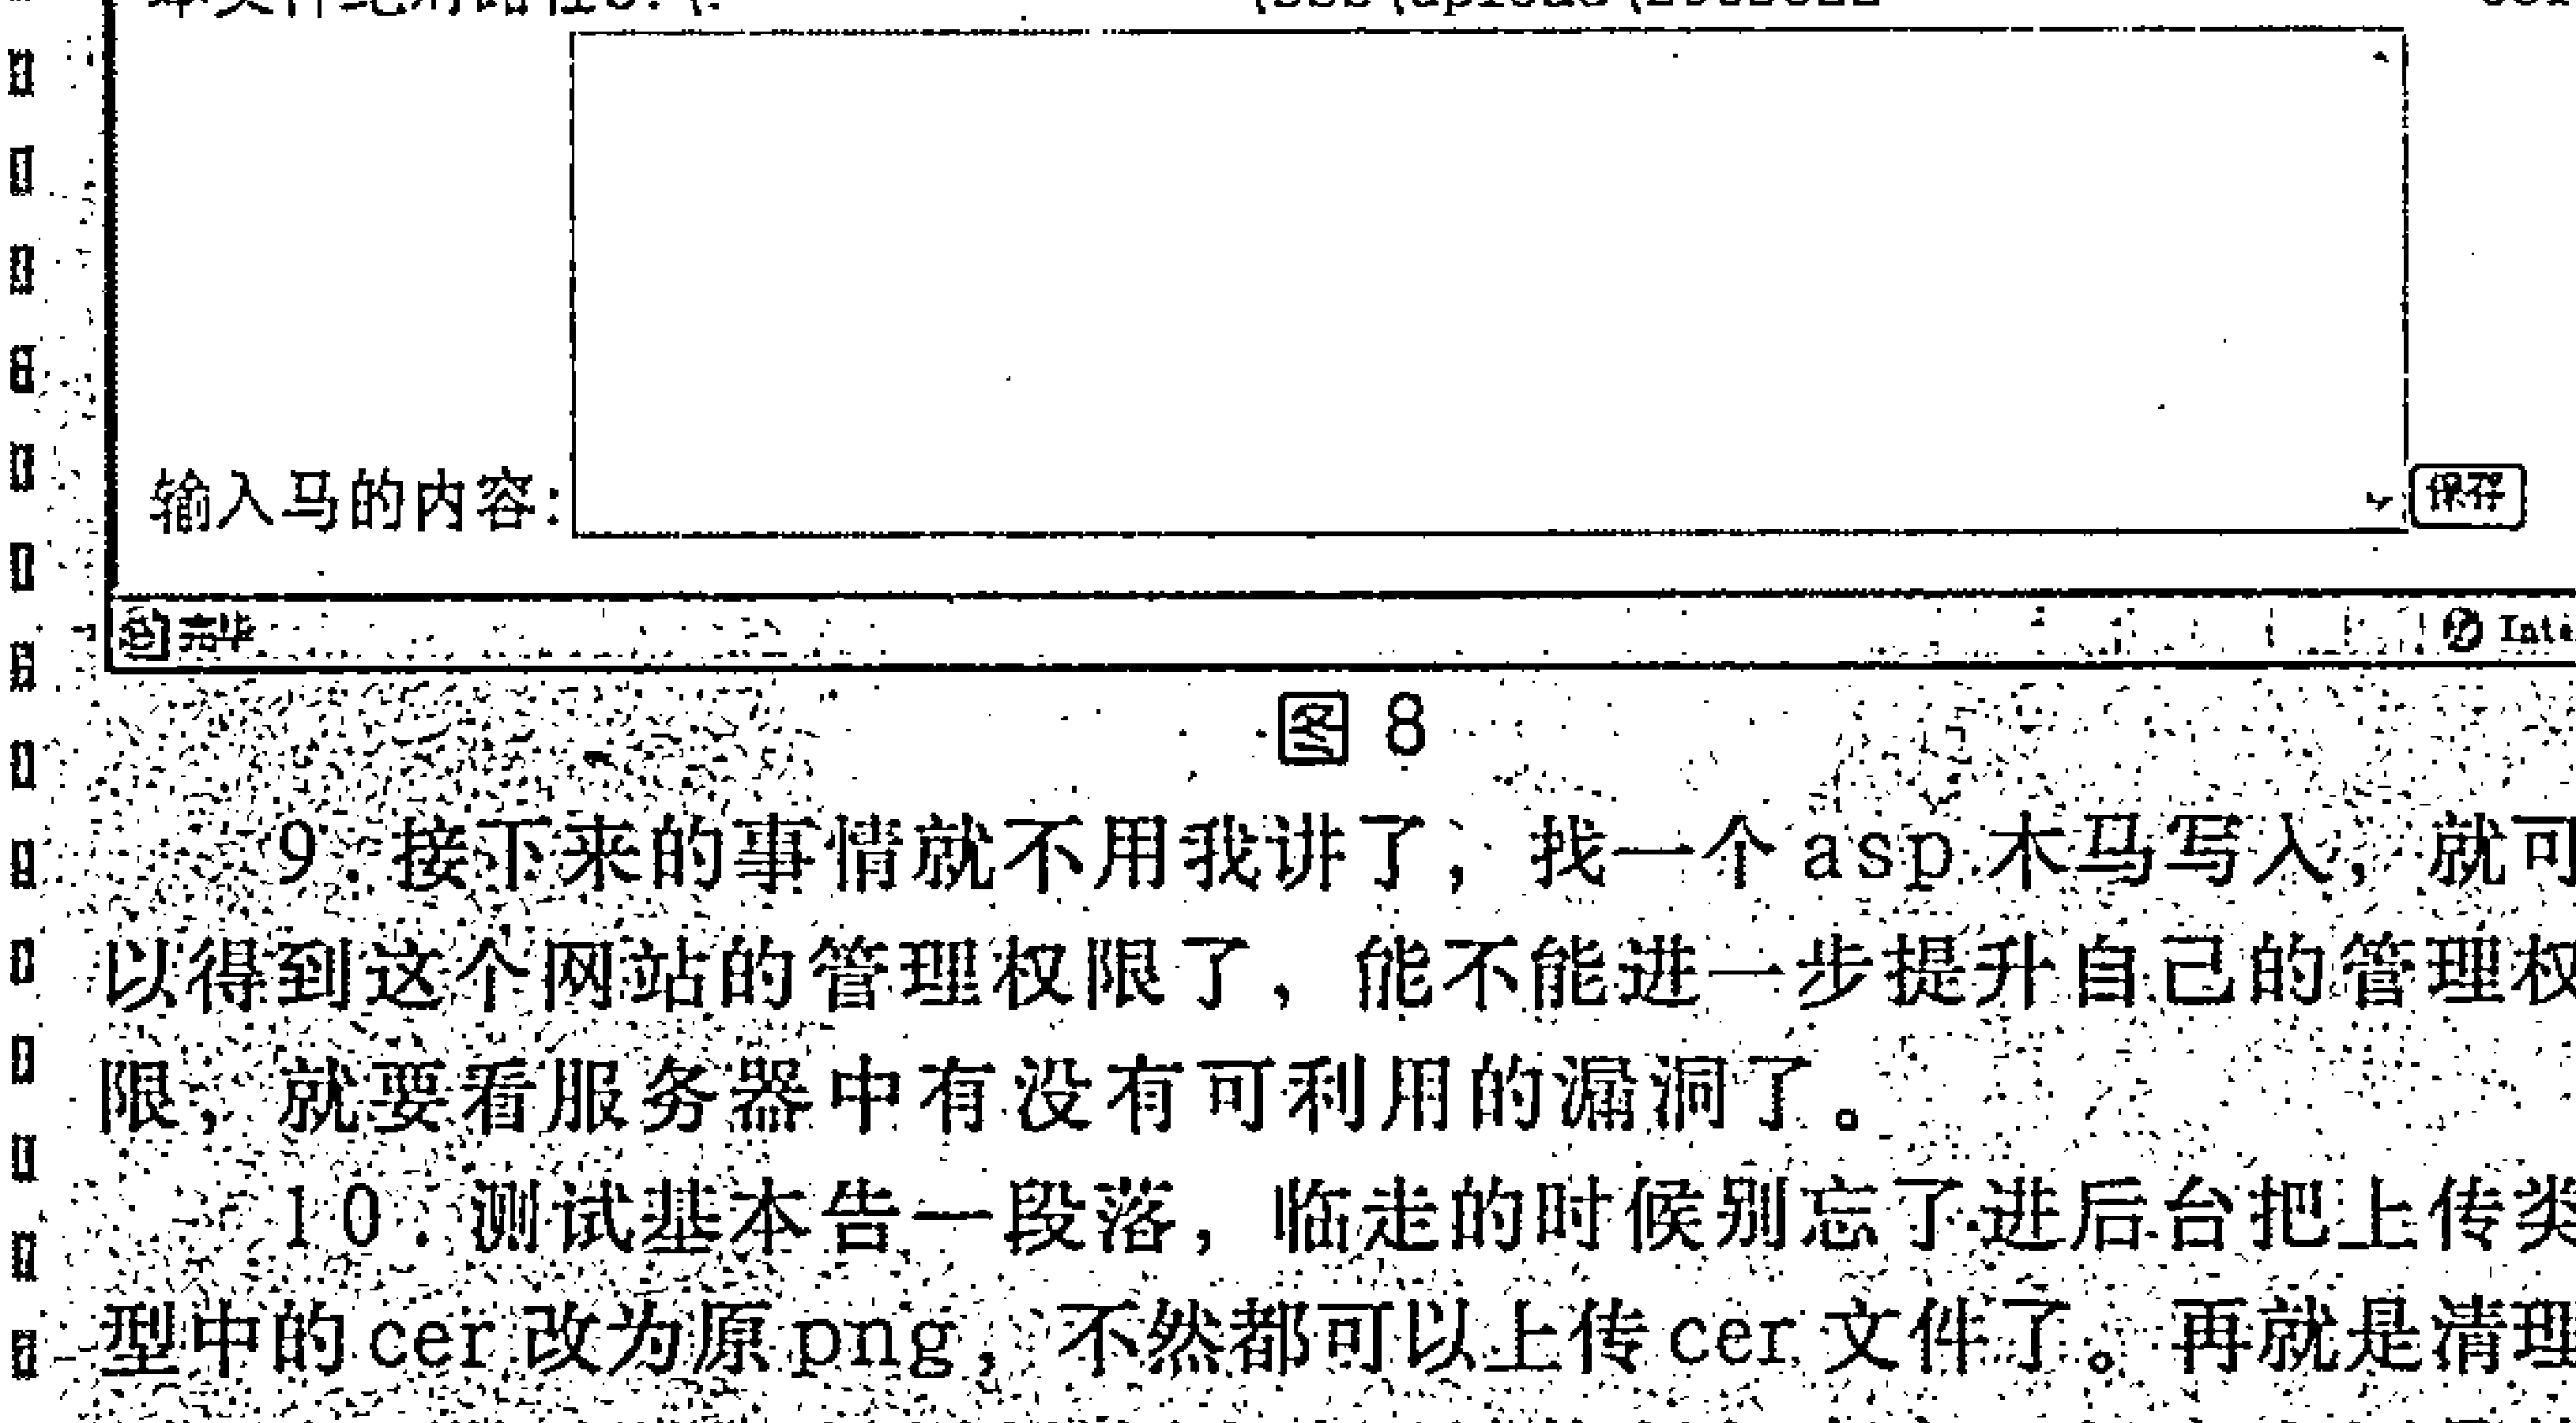 输入马的内容:
保存
完毕
图 8
9.接下来的事情就不用我讲了，找一个asp木马写入，就可
以得到这个网站的管理权限了，能不能进一步提升自己的管理权
限，就要看服务器中有没有可利用的漏洞了。
10.测试基本告一段落，临走的时候别忘了进后台把上传类
型中的cer改为原png，不然都可以上传cer文件了。再就是清理